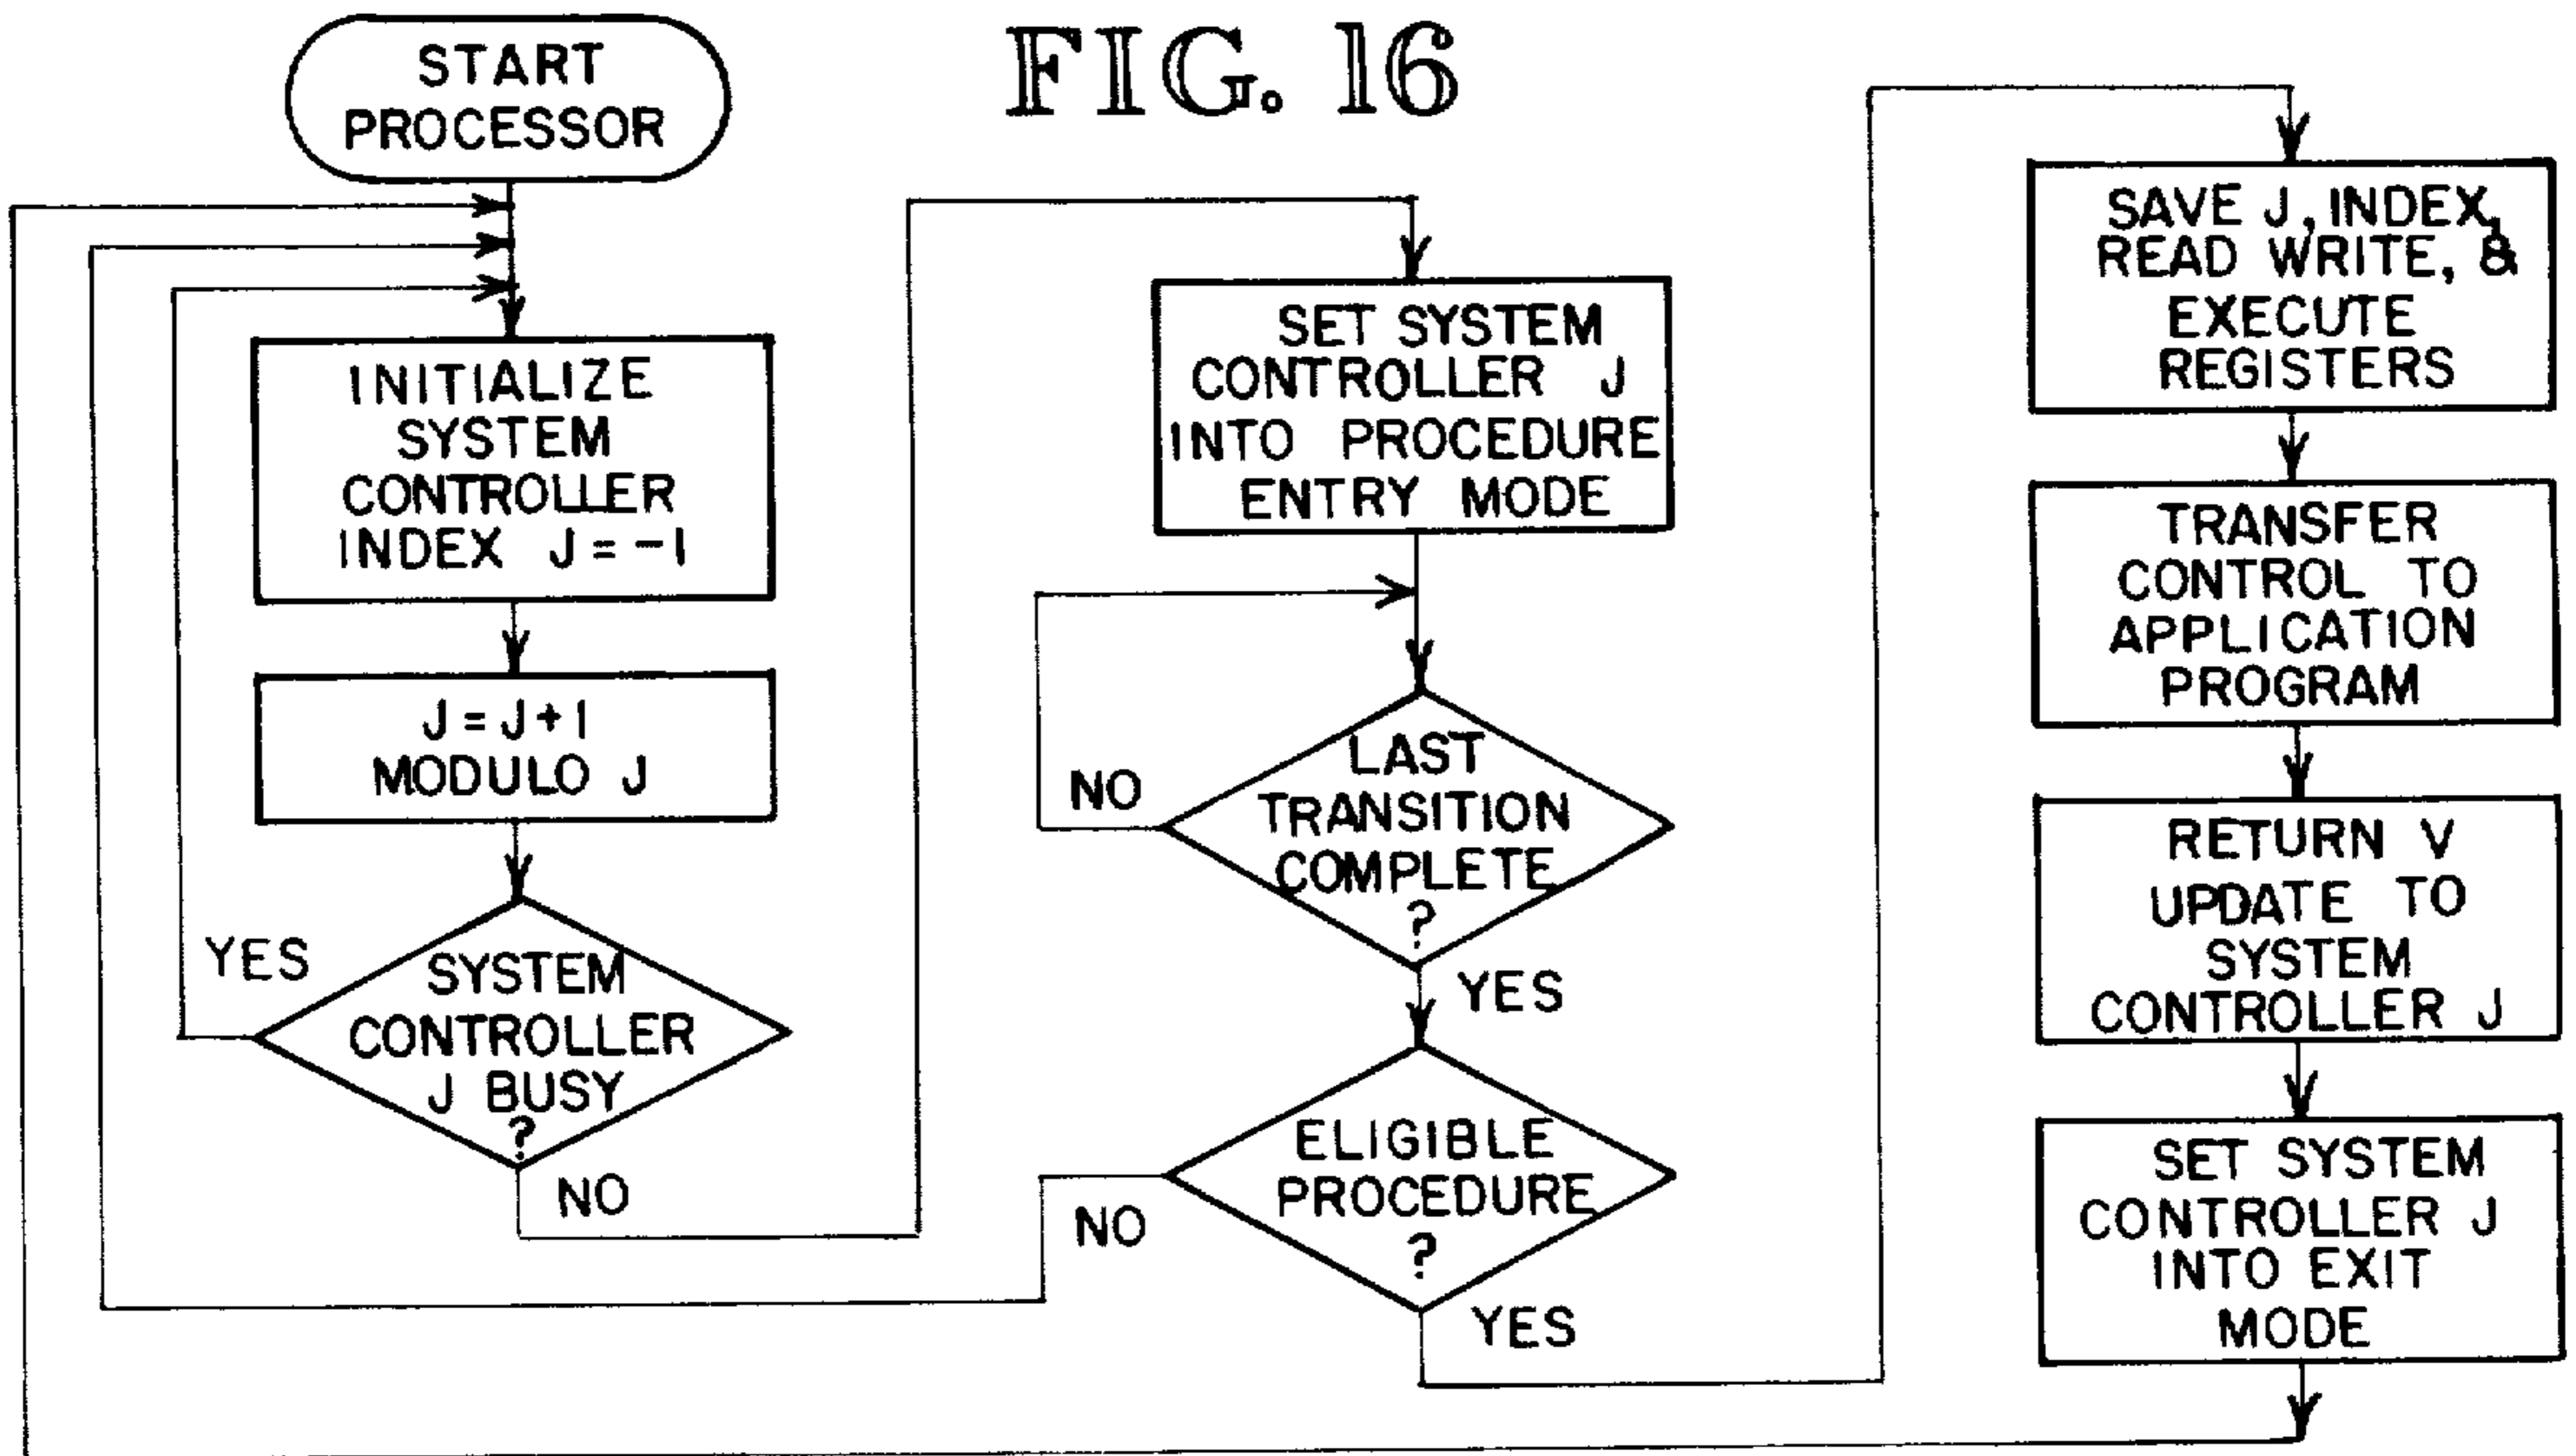 FIG. 16
START
PROCESSOR
INITIALIZE
SYSTEM
CONTROLLER
INDEX J = -1
J = J + 1
MODULO J
SYSTEM
CONTROLLER
J BUSY
?
YES
NO
SET SYSTEM
CONTROLLER J
INTO PROCEDURE
ENTRY MODE
LAST
TRANSITION
COMPLETE
?
NO
YES
ELIGIBLE
PROCEDURE
?
NO
YES
SAVE J, INDEX,
READ WRITE, &
EXECUTE
REGISTERS
TRANSFER
CONTROL TO
APPLICATION
PROGRAM
RETURN V
UPDATE TO
SYSTEM
CONTROLLER J
SET SYSTEM
CONTROLLER J
INTO EXIT
MODE